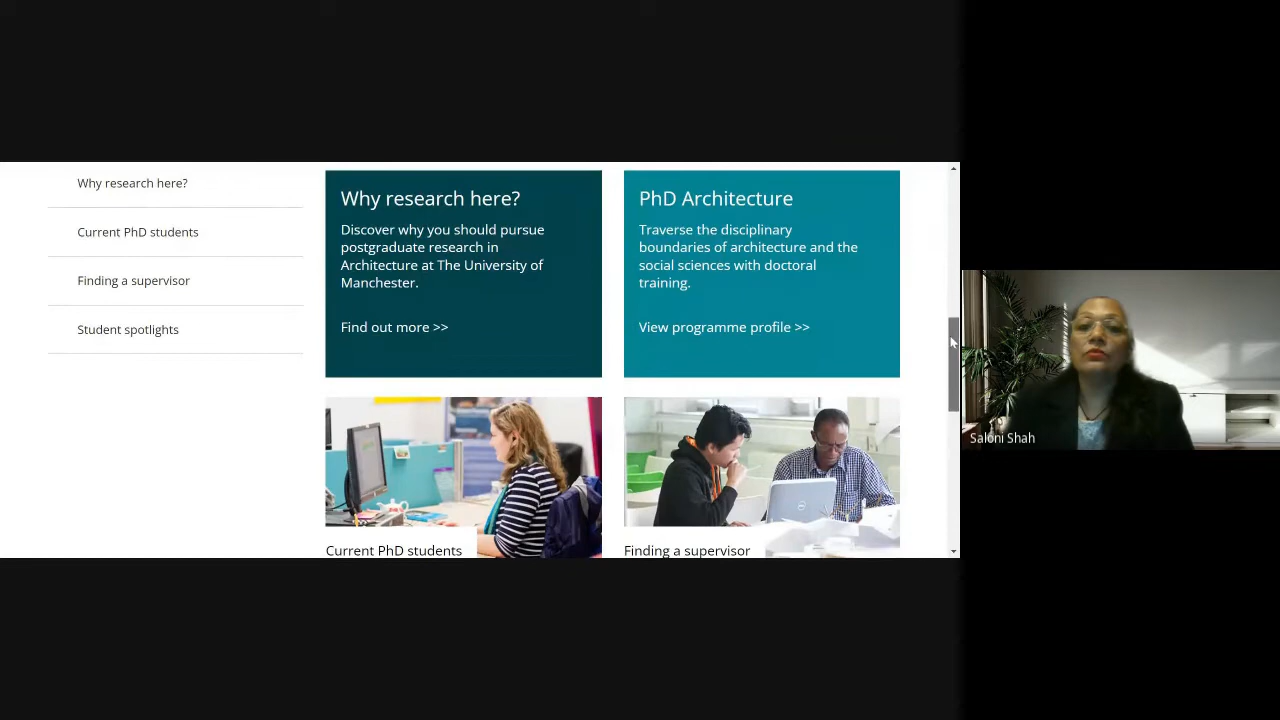 Why research here?
Current PhD students
Finding a supervisor
Student spotlights
Why research here?
Discover why you should pursue
postgraduate research in
Architecture at The University of
Manchester.
Find out more >>
PhD Architecture
Traverse the disciplinary
boundaries of architecture and the
social sciences with doctoral
training.
View programme profile >>
Current PhD students
Finding a supervisor
Saloni Shah